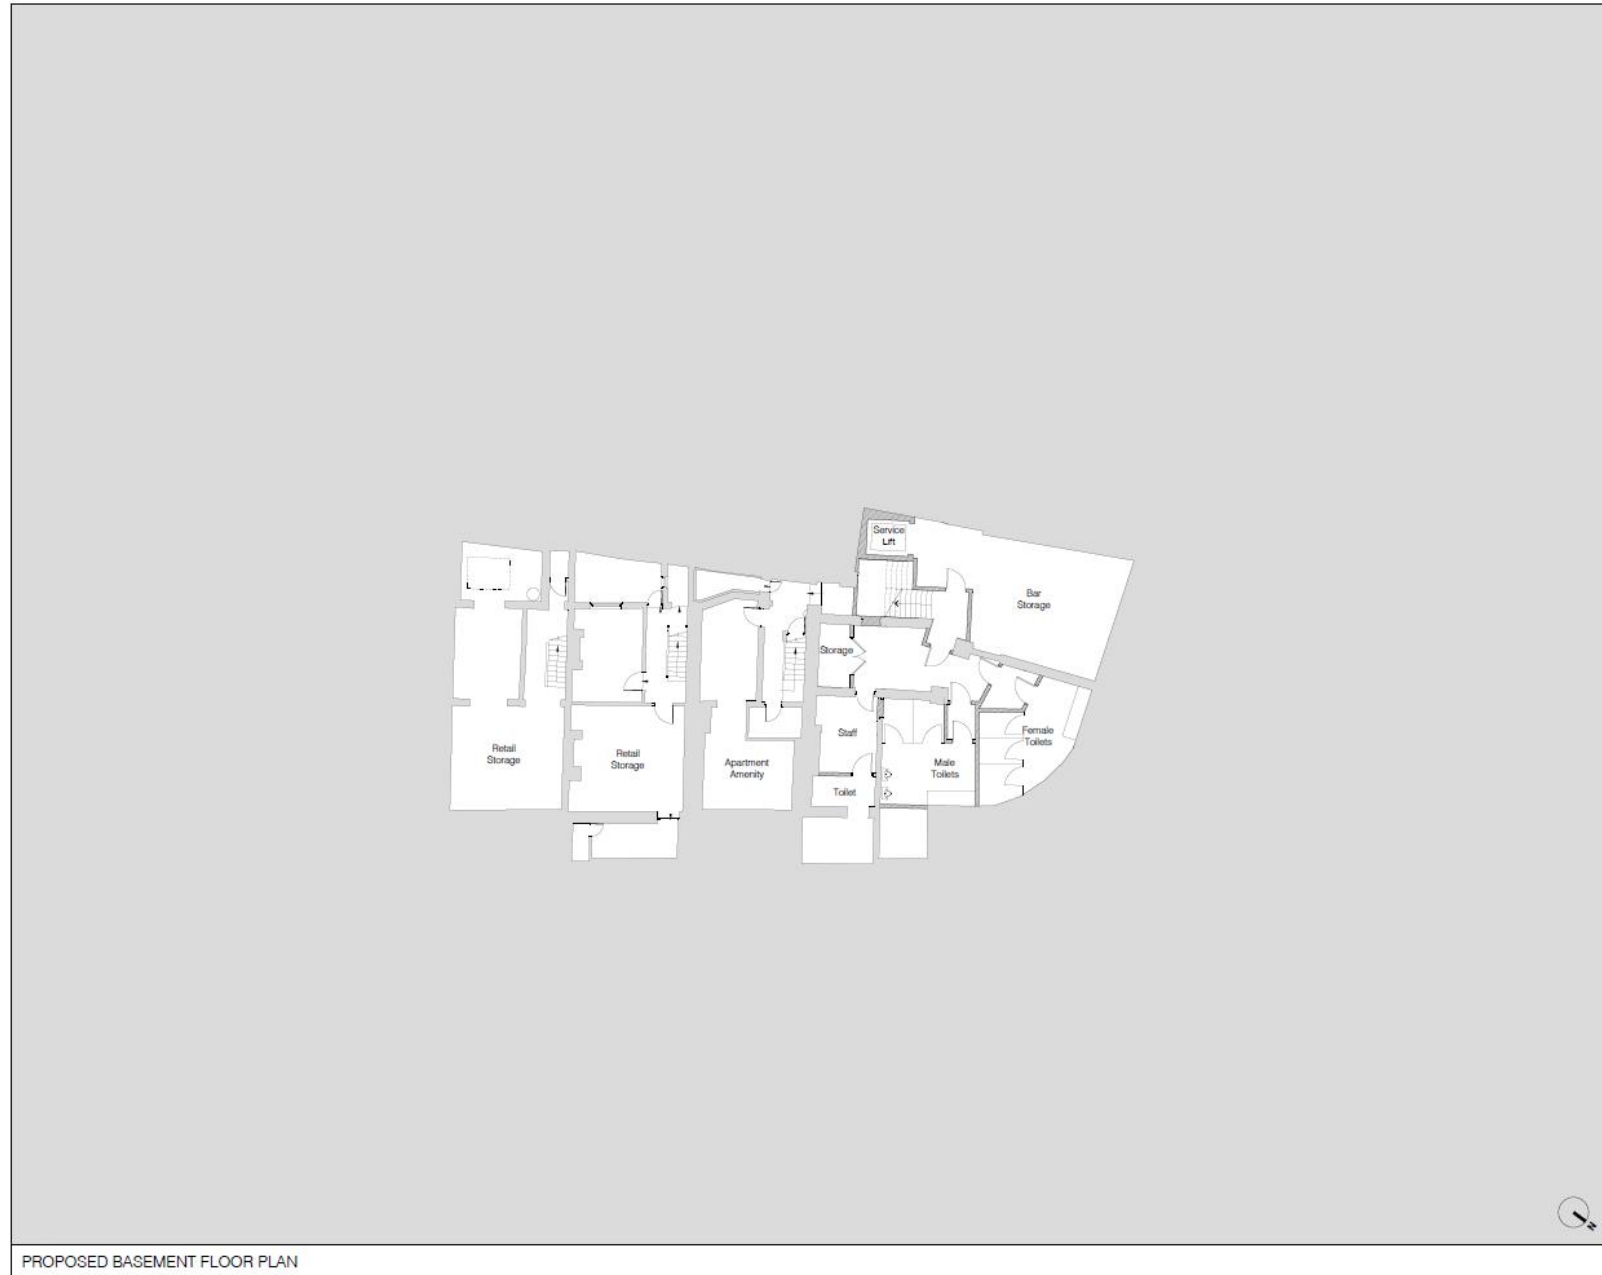 Service
Lift
Bar
Storage
Storage
Retail
Storage
Retail
Storage
Apartment
Amenity
Staff
Toilet
Male
Toilets
Female
Toilets
N
PROPOSED BASEMENT FLOOR PLAN